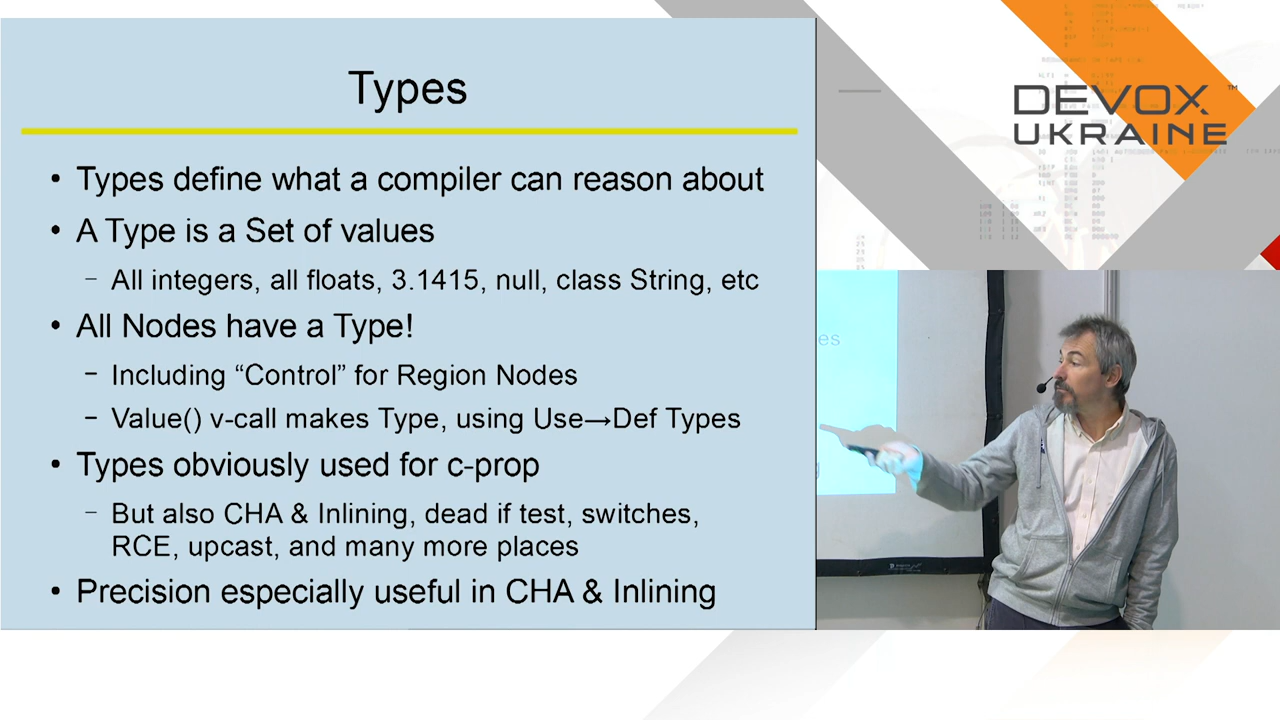 Types
• Types define what a compiler can reason about
• A Type is a Set of values
– All integers, all floats, 3.1415, null, class String, etc
• All Nodes have a Type!
– Including “Control” for Region Nodes
– Value() v-call makes Type, using Use→Def Types
• Types obviously used for c-prop
– But also CHA & Inlining, dead if test, switches,
RCE, upcast, and many more places
• Precision especially useful in CHA & Inlining
DEVOX™
UKRAINE
es